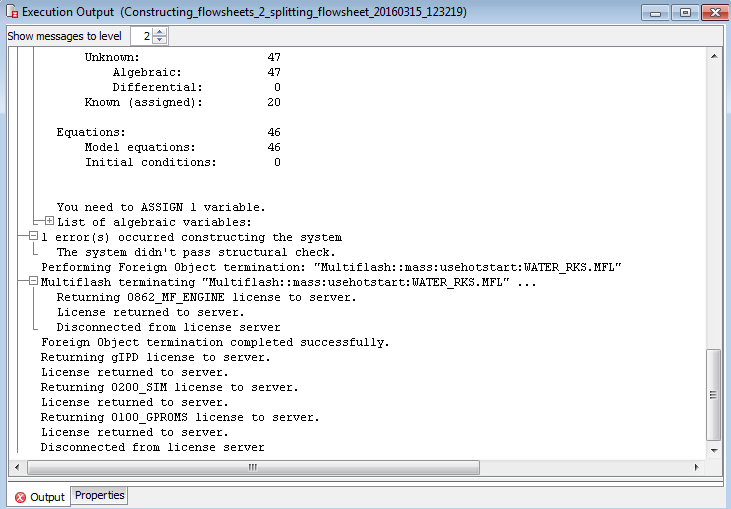 Execution Output (Constructing_flowsheets_2_splitting_flowsheet_20160315_123219)
Show messages to level 2
Unknown: 47
Algebraic: 47
Differential: 0
Known (assigned): 20
Equations: 46
Model equations: 46
Initial conditions: 0
You need to ASSIGN 1 variable.
List of algebraic variables:
1 error(s) occurred constructing the system
The system didn't pass structural check.
Performing Foreign Object termination: "Multiflash::mass:usehotstart:WATER_RKS.MFL"
Multiflash terminating "Multiflash::mass:usehotstart:WATER_RKS.MFL" ...
Returning 0862_MF_ENGINE license to server.
License returned to server.
Disconnected from license server
Foreign Object termination completed successfully.
Returning gIPD license to server.
License returned to server.
Returning 0200_SIM license to server.
License returned to server.
Returning 0100_GPROMS license to server.
License returned to server.
Disconnected from license server
Output Properties